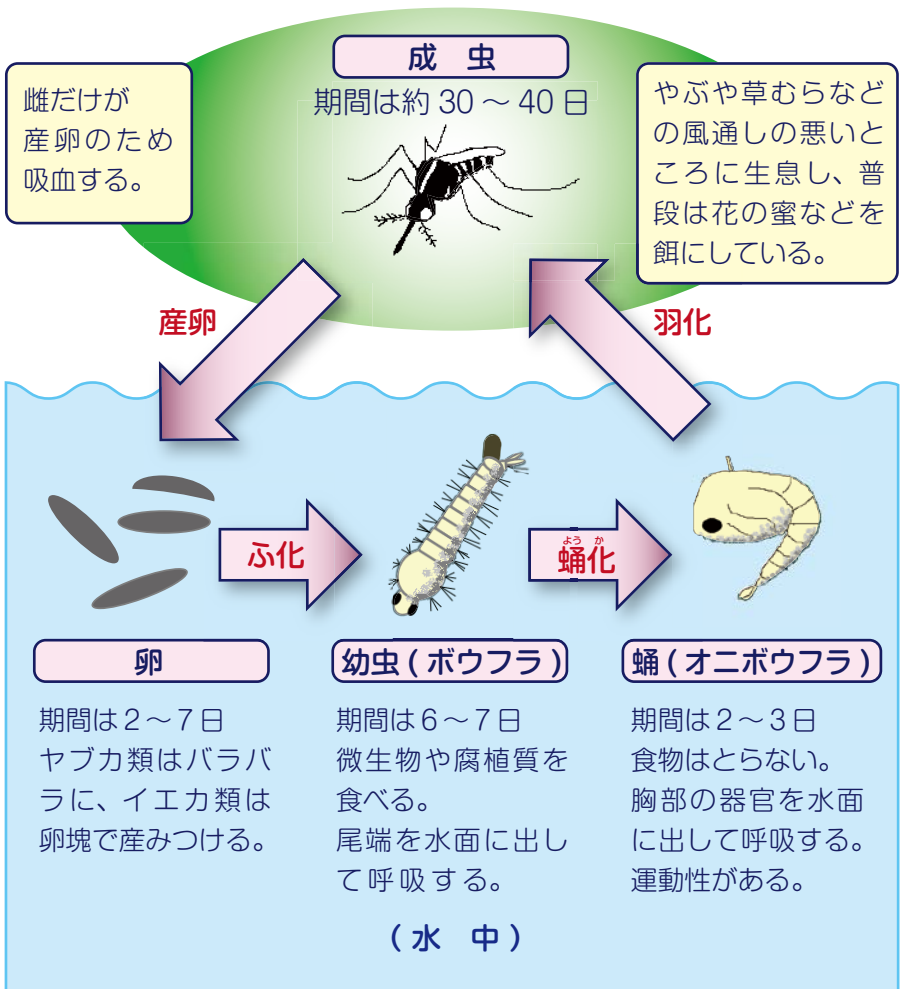 成 虫
期間は約 30 ～ 40 日
雌だけが
産卵のため
吸血する。
やぶや草むらなど
の風通しの悪いと
ころに生息し、普
段は花の蜜などを
餌にしている。
産卵
羽化
ふ化
よう か
蛹化
卵
期間は２～７日
ヤブカ類はバラバ
ラに、イエカ類は
卵塊で産みつける。
幼虫 ( ボウフラ )
期間は６～７日
微生物や腐植質を
食べる。
尾端を水面に出し
て呼吸する。
蛹 ( オニボウフラ )
期間は２～３日
食物はとらない。
胸部の器官を水面
に出して呼吸する。
運動性がある。
( 水 中 )